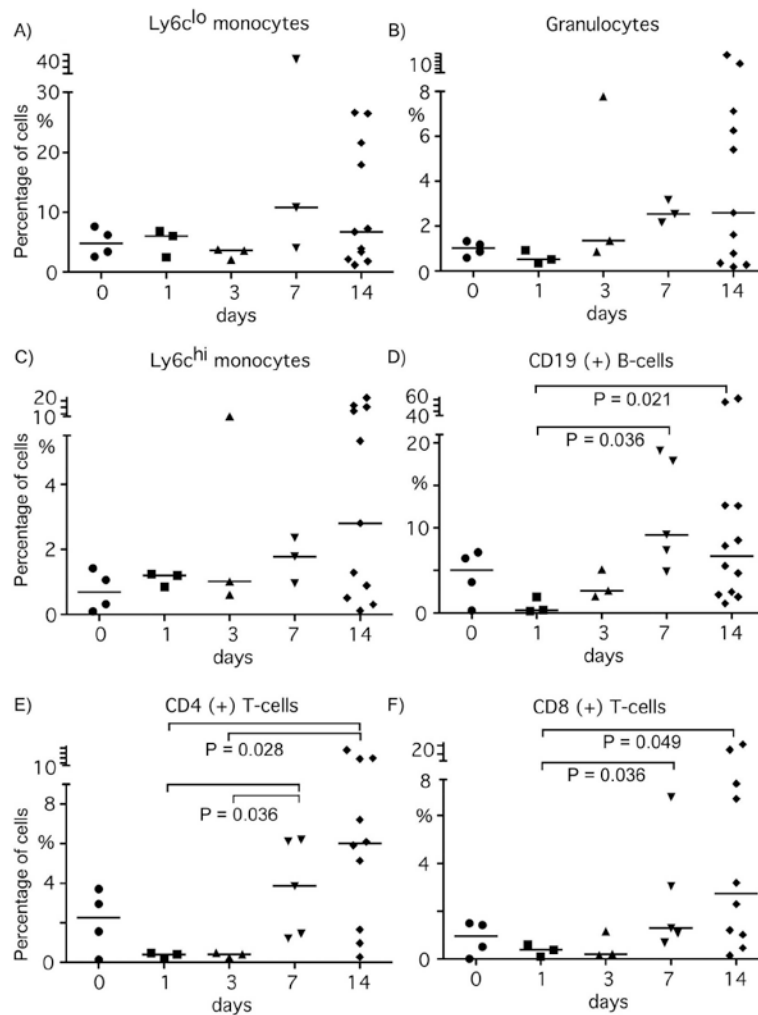 A) Ly6c^lo monocytes
40
30
%
20
10
0
Percentage of cells
0 1 3 7 14
days
B) Granulocytes
10
8
%
6
4
2
0
0 1 3 7 14
days
C) Ly6c^hi monocytes
20
10
%
4
2
0
Percentage of cells
0 1 3 7 14
days
D) CD19 (+) B-cells
60
40
P = 0.021
P = 0.036
20
%
10
0
0 1 3 7 14
days
E) CD4 (+) T-cells
10
P = 0.028
8
P = 0.036
%
4
0
Percentage of cells
0 1 3 7 14
days
F) CD8 (+) T-cells
20
P = 0.049
P = 0.036
8
%
4
0
0 1 3 7 14
days